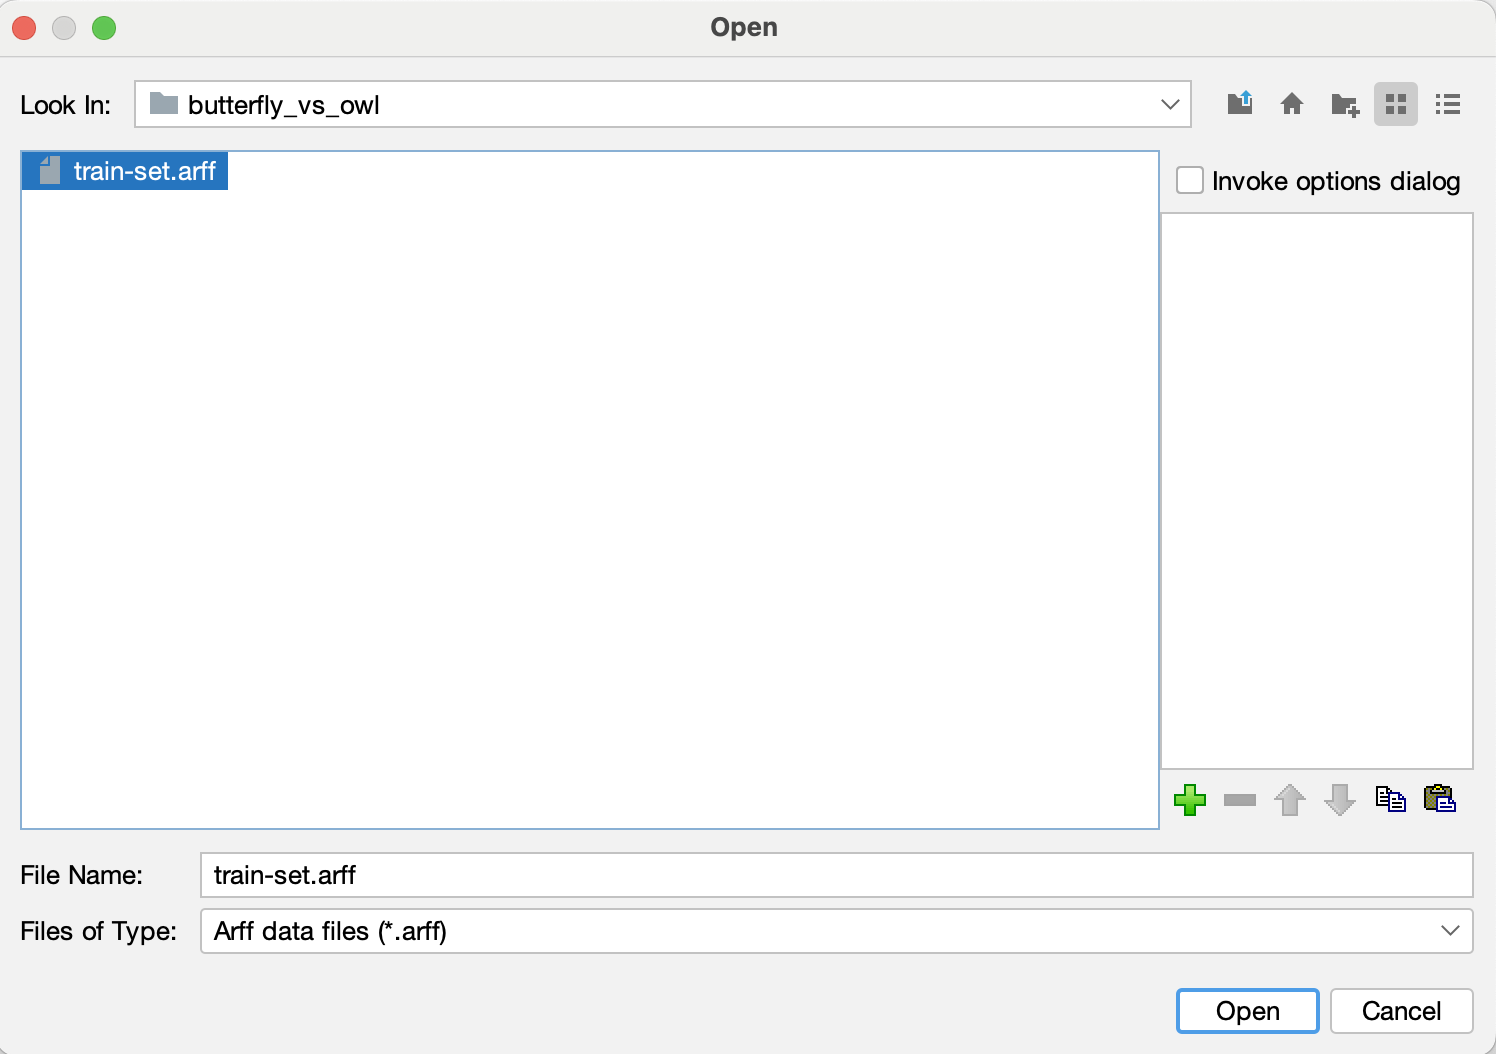 Open
Look In: butterfly_vs_owl
train-set.arff
Invoke options dialog
File Name: train-set.arff
Files of Type: Arff data files (*.arff)
Open Cancel